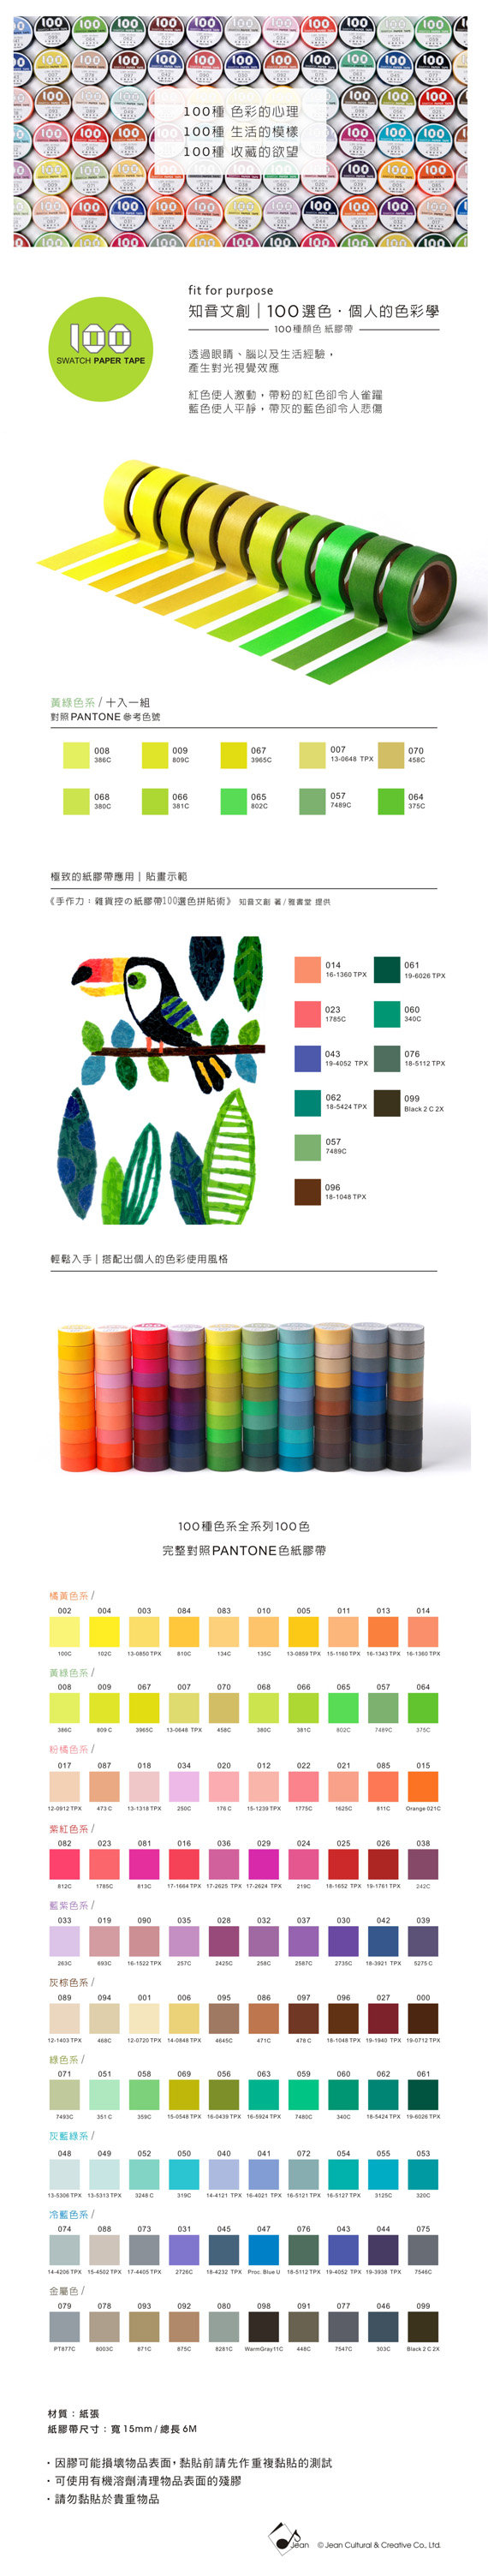 100種 色彩的心理
100種 生活的模樣
100種 收藏的欲望
fit for purpose
知音文創 | 100選色·個人的色彩學
100種顏色 紙膠帶
100
SWATCH PAPER TAPE
透過眼睛、腦以及生活經驗，
產生對光視覺效應
紅色使人激動，帶粉的紅色卻令人雀躍
藍色使人平靜，帶灰的藍色卻令人悲傷
黃綠色系 / 十入一組
對照PANTONE 參考色號
008 009 067 007 070
386C 809C 3965C 13-0648 TPX 458C
068 066 065 057 064
380C 381C 802C 7489C 375C
極致的紙膠帶應用 | 貼畫示範
《手作力：雜貨控の紙膠帶100選色拼貼術》 知音文創 著/雅書堂 提供
014 061
16-1360 TPX 19-6026 TPX
023 060
1785C 340C
043 076
19-4052 TPX 18-5112 TPX
062 099
18-5424 TPX Black 2 C 2X
057
7489C
096
18-1048 TPX
輕鬆入手 | 搭配出個人的色彩使用風格
100種色系全系列100色
完整對照PANTONE色紙膠帶
橘黃色系 /
002 004 003 084 083 010 005 011 013 014
100C 102C 13-0850 TPX 810C 134C 135C 13-0859 TPX 15-1160 TPX 16-1343 TPX 16-1360 TPX
黃綠色系 /
008 009 067 007 070 068 066 065 057 064
386C 809 C 3965C 13-0648 TPX 458C 380C 381C 802C 7489C 375C
粉橘色系 /
017 087 018 034 020 012 022 021 085 015
12-0912 TPX 473 C 13-1318 TPX 250C 176 C 15-1239 TPX 1775C 1625C 811C Orange 021C
紫紅色系 /
082 023 081 016 036 029 024 025 026 038
812C 1785C 813C 17-1664 TPX 17-2625 TPX 17-2624 TPX 219C 18-1652 TPX 19-1761 TPX 242C
藍紫色系 /
033 019 090 035 028 032 037 030 042 039
263C 693C 16-1522 TPX 257C 2425C 258C 2587C 2735C 18-3921 TPX 5275 C
灰棕色系 /
089 094 001 006 095 086 097 096 027 000
12-1403 TPX 468C 12-0720 TPX 14-0848 TPX 4645C 471C 478 C 18-1048 TPX 19-1940 TPX 19-0712 TPX
綠色系 /
071 051 058 069 056 063 059 060 062 061
7493C 351 C 359C 15-0548 TPX 16-0439 TPX 16-5924 TPX 7480C 340C 18-5424 TPX 19-6026 TPX
灰藍綠系 /
048 049 052 050 040 041 072 054 055 053
13-5306 TPX 13-5313 TPX 3248 C 319C 14-4121 TPX 16-4021 TPX 16-5121 TPX 16-5127 TPX 3125C 320C
冷藍色系 /
074 088 073 031 045 047 076 043 044 075
14-4206 TPX 15-4502 TPX 17-4405 TPX 2726C 18-4232 TPX Proc. Blue U 18-5112 TPX 19-4052 TPX 19-3938 TPX 7546C
金屬色 /
079 078 093 092 080 098 091 077 046 099
PT877C 8003C 871C 875C 8281C WarmGray11C 448C 7547C 303C Black 2 C 2X
材質：紙張
紙膠帶尺寸：寬15mm/總長6M
·因膠可能損壞物品表面，黏貼前請先作重複黏貼的測試
·可使用有機溶劑清理物品表面的殘膠
·請勿黏貼於貴重物品
Jean © Jean Cultural & Creative Co., Ltd.